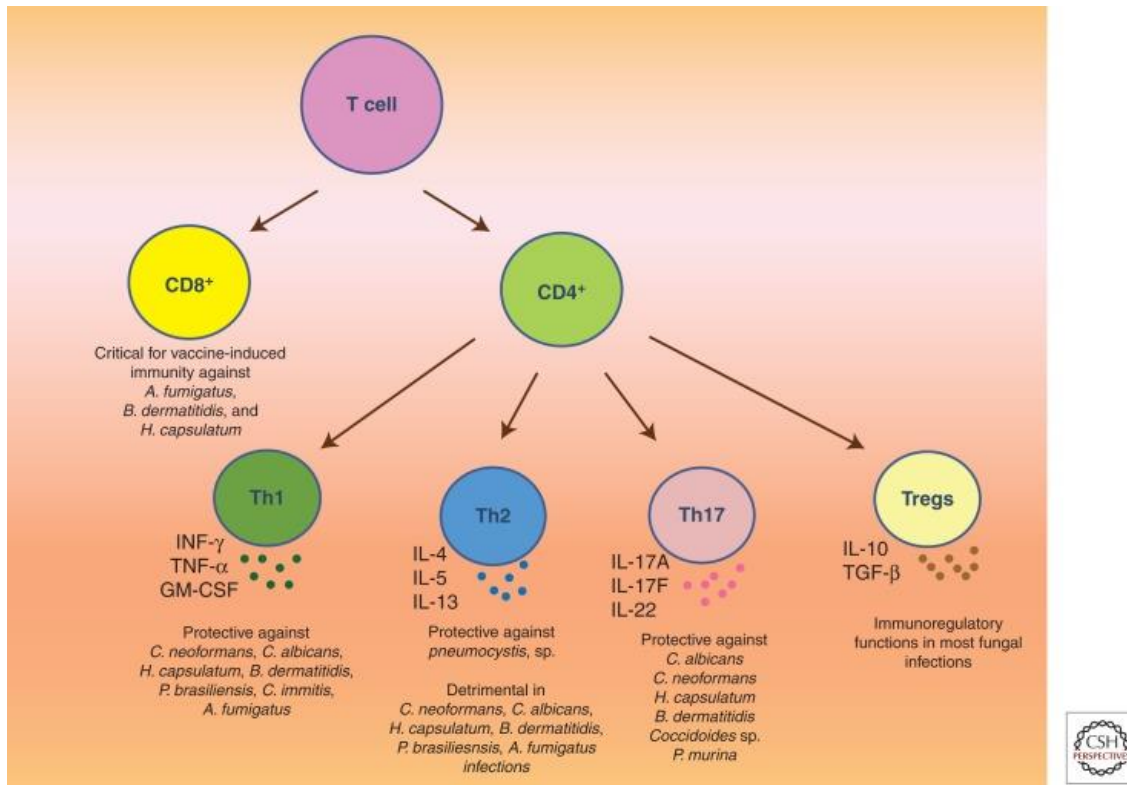 T cell
CD8⁺
CD4⁺
Critical for vaccine-induced
immunity against
A. fumigatus,
B. dermatitidis, and
H. capsulatum
Th1
INF-γ
TNF-α
GM-CSF
Protective against
C. neoformans, C. albicans,
H. capsulatum, B. dermatitidis,
P. brasiliensis, C. immitis,
A. fumigatus
Th2
IL-4
IL-5
IL-13
Protective against
pneumocystis, sp.
Detrimental in
C. neoformans, C. albicans,
H. capsulatum, B. dermatitidis,
P. brasiliesnsis, A. fumigatus
infections
Th17
IL-17A
IL-17F
IL-22
Protective against
C. albicans
C. neoformans
H. capsulatum
B. dermatitidis
Coccidoides sp.
P. murina
Tregs
IL-10
TGF-β
Immunoregulatory
functions in most fungal
infections
CSH
PERSPECTIVES